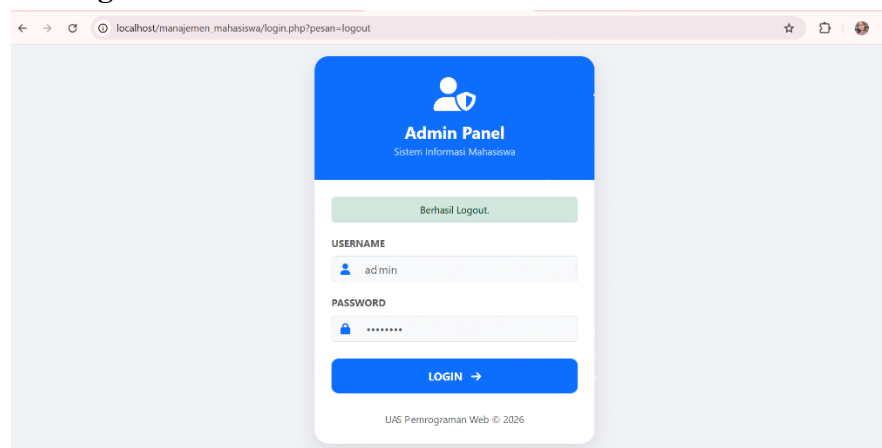 localhost/manajemen_mahasiswa/login.php?pesan=logout
Admin Panel
Sistem Informasi Mahasiswa
Berhasil Logout.
USERNAME
admin
PASSWORD
••••••••
LOGIN →
UAS Pemrograman Web © 2026